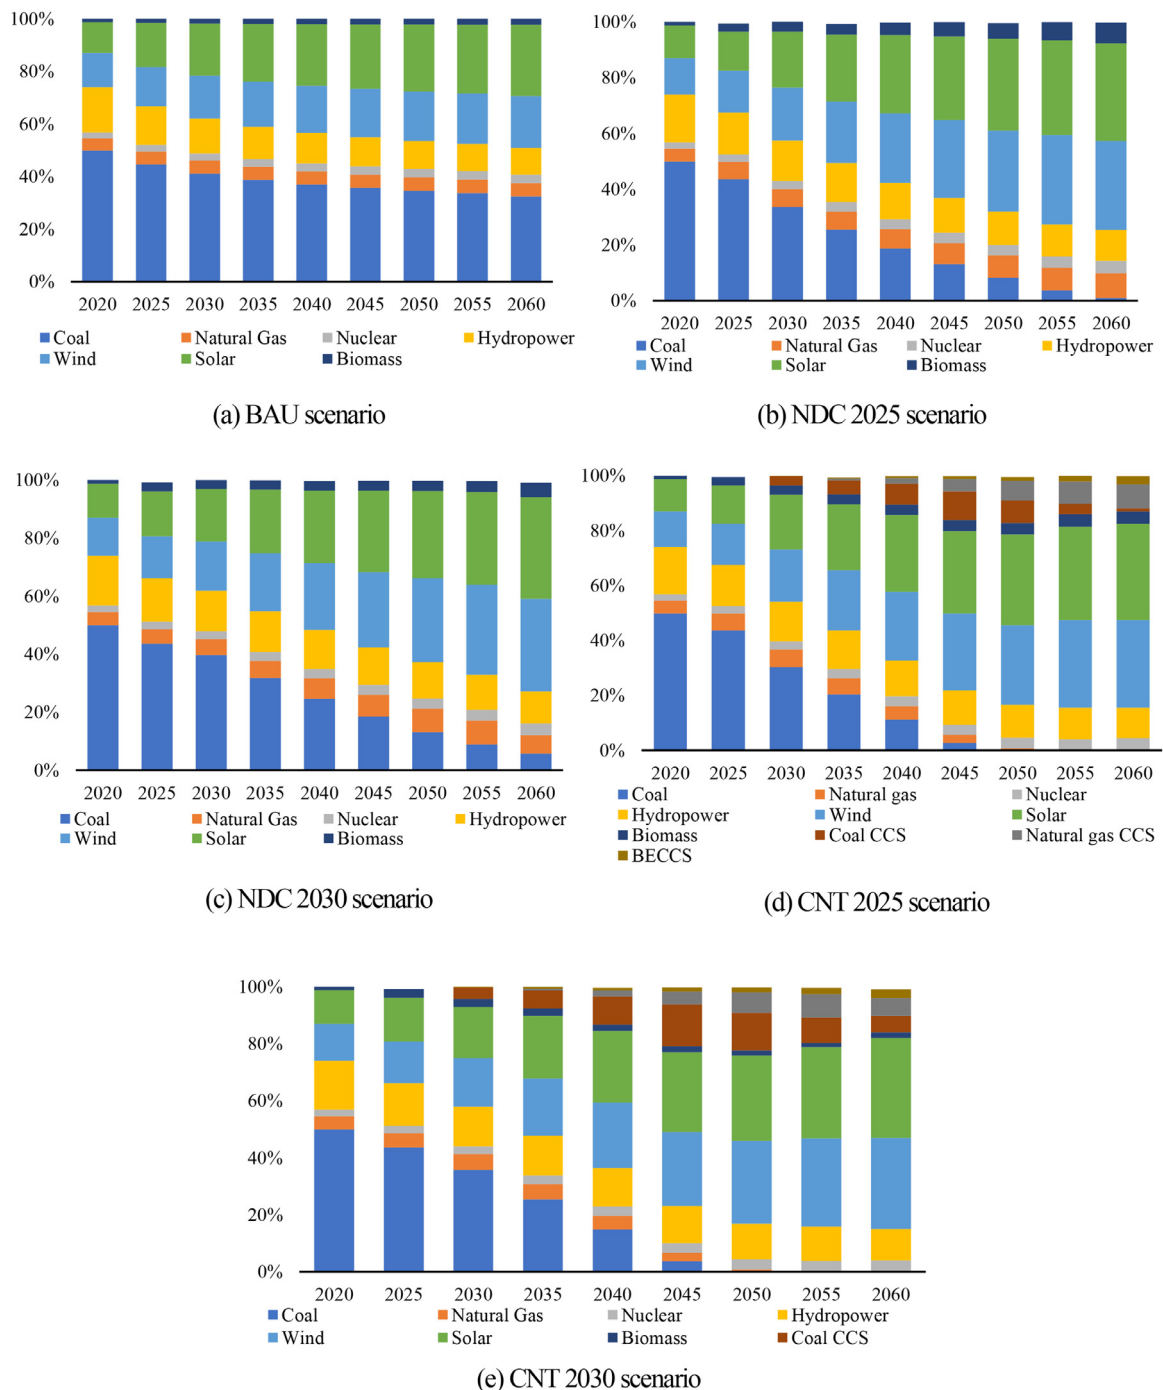 100%
80%
60%
40%
20%
0%
2020 2025 2030 2035 2040 2045 2050 2055 2060
Coal Natural Gas Nuclear Hydropower
Wind Solar Biomass
(a) BAU scenario
100%
80%
60%
40%
20%
0%
2020 2025 2030 2035 2040 2045 2050 2055 2060
Coal Natural Gas Nuclear Hydropower
Wind Solar Biomass
(b) NDC 2025 scenario
100%
80%
60%
40%
20%
0%
2020 2025 2030 2035 2040 2045 2050 2055 2060
Coal Natural Gas Nuclear Hydropower
Wind Solar Biomass
(c) NDC 2030 scenario
100%
80%
60%
40%
20%
0%
2020 2025 2030 2035 2040 2045 2050 2055 2060
Coal Natural gas Nuclear
Hydropower Wind Solar
Biomass Coal CCS Natural gas CCS
BECCS
(d) CNT 2025 scenario
100%
80%
60%
40%
20%
0%
2020 2025 2030 2035 2040 2045 2050 2055 2060
Coal Natural Gas Nuclear Hydropower
Wind Solar Biomass Coal CCS
(e) CNT 2030 scenario